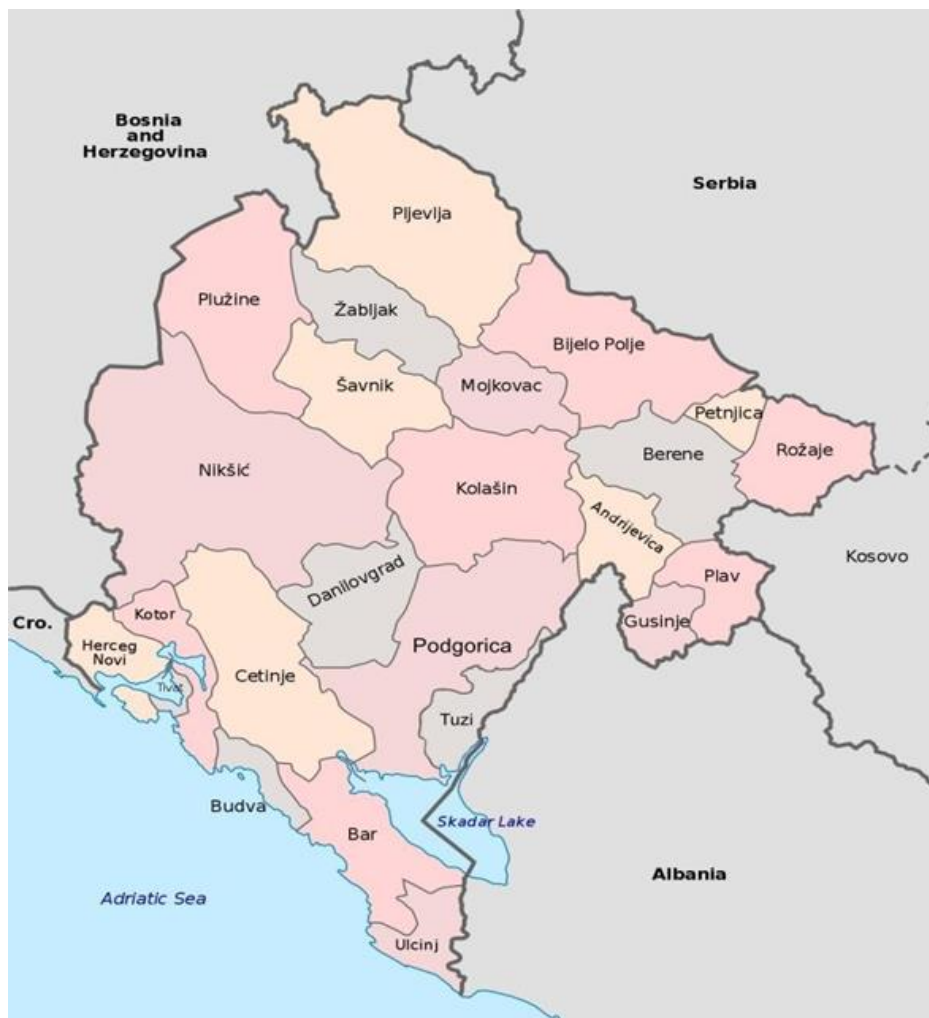 Bosnia
and
Herzegovina
Serbia
Pljevlja
Plužine
Žabljak
Bijelo Polje
Šavnik
Mojkovac
Petnjica
Nikšić
Kolašin
Berene
Rožaje
Andrijevica
Kosovo
Danilovgrad
Plav
Cro.
Kotor
Gusinje
Herceg
Novi
Podgorica
Cetinje
Tivat
Tuzi
Budva
Skadar Lake
Bar
Albania
Adriatic Sea
Ulcinj